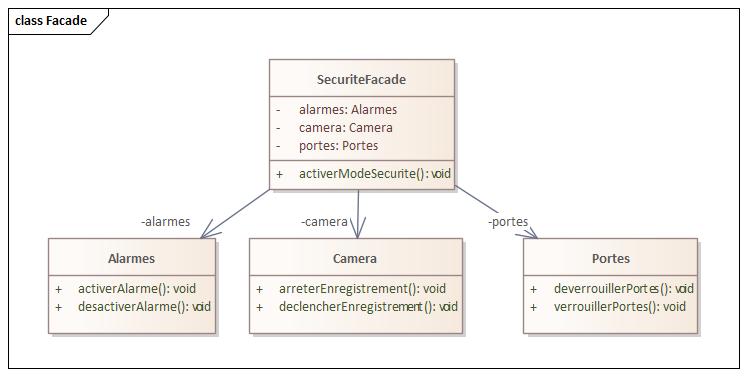 class Facade
SecuriteFacade
- alarmes: Alarmes
- camera: Camera
- portes: Portes
+ activerModeSecurite(): void
-alarmes
-camera
-portes
Alarmes
+ activerAlarme(): void
+ desactiverAlarme(): void
Camera
+ arreterEnregistrement(): void
+ declencherEnregistrement(): void
Portes
+ deverrouillerPortes(): void
+ verrouillerPortes(): void